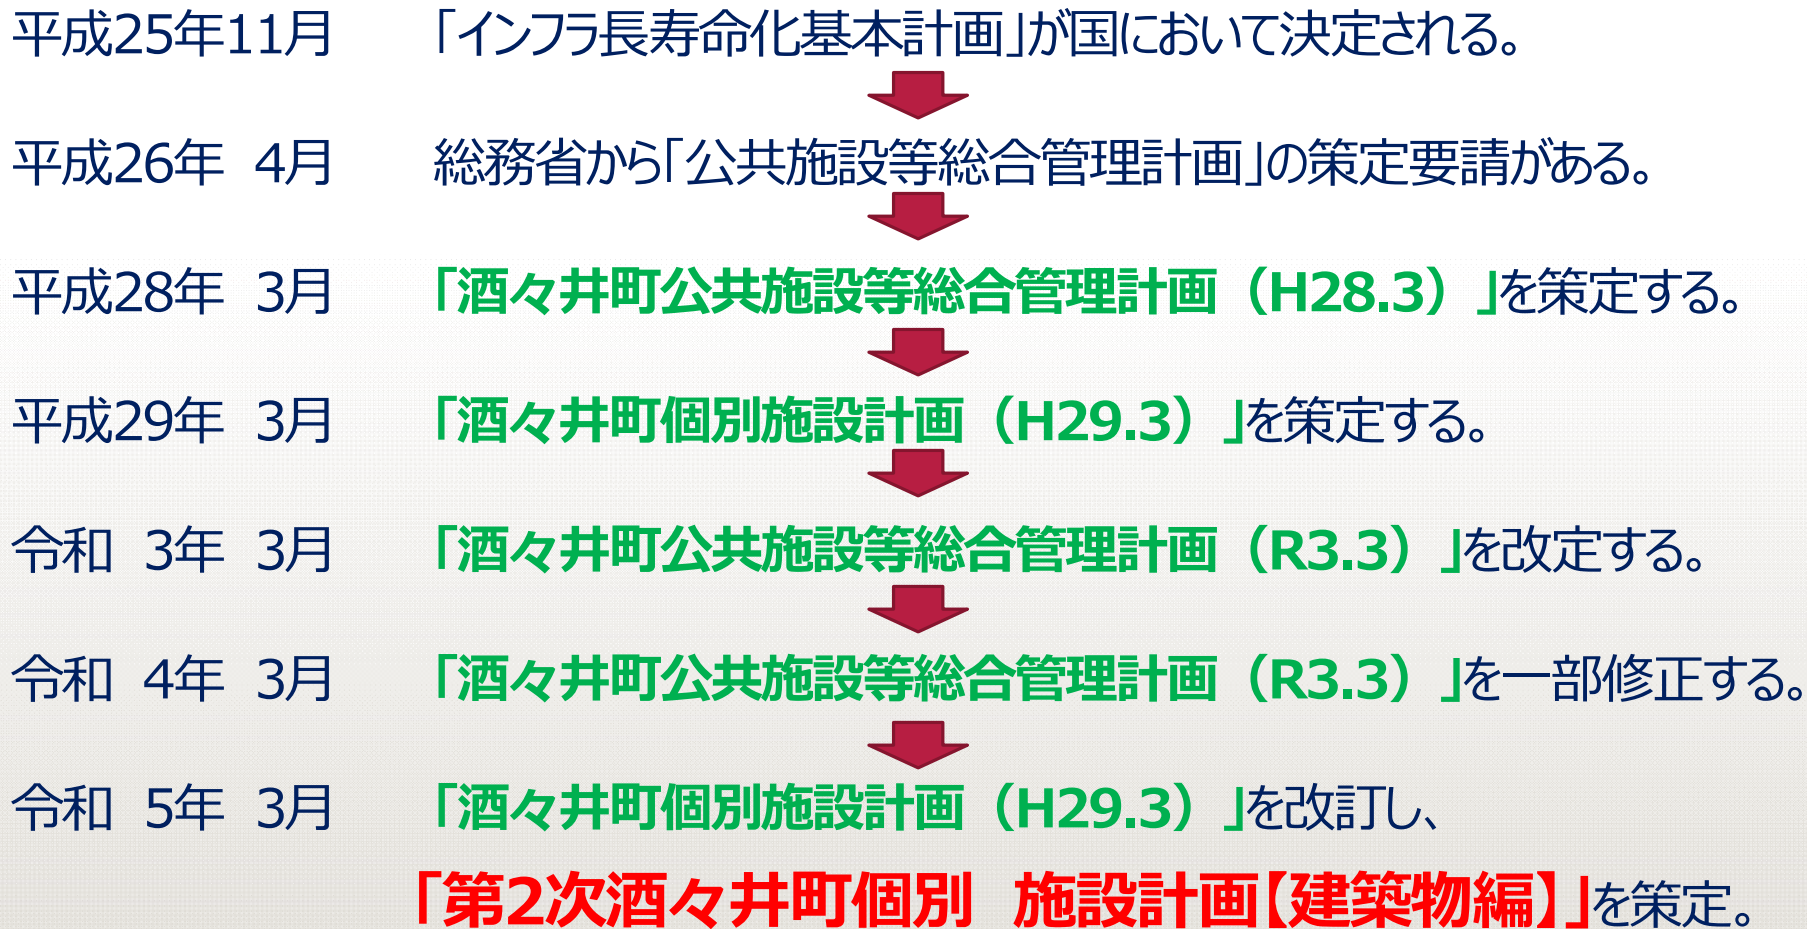 平成25年11月　「インフラ長寿命化基本計画」が国において決定される。
平成26年　4月　総務省から「公共施設等総合管理計画」の策定要請がある。
平成28年　3月　「酒々井町公共施設等総合管理計画（H28.3）」を策定する。
平成29年　3月　「酒々井町個別施設計画（H29.3）」を策定する。
令和　3年　3月　「酒々井町公共施設等総合管理計画（R3.3）」を改定する。
令和　4年　3月　「酒々井町公共施設等総合管理計画（R3.3）」を一部修正する。
令和　5年　3月　「酒々井町個別施設計画（H29.3）」を改訂し、
「第2次酒々井町個別　施設計画【建築物編】」を策定。